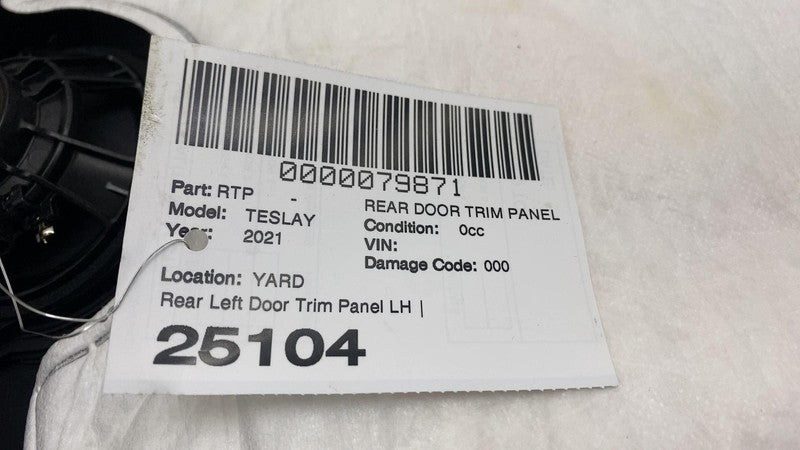 0000079871
Part: RTP - REAR DOOR TRIM PANEL
Model: TESLAY Condition: 0cc
Year: 2021 VIN:
Damage Code: 000
Location: YARD
Rear Left Door Trim Panel LH |
25104